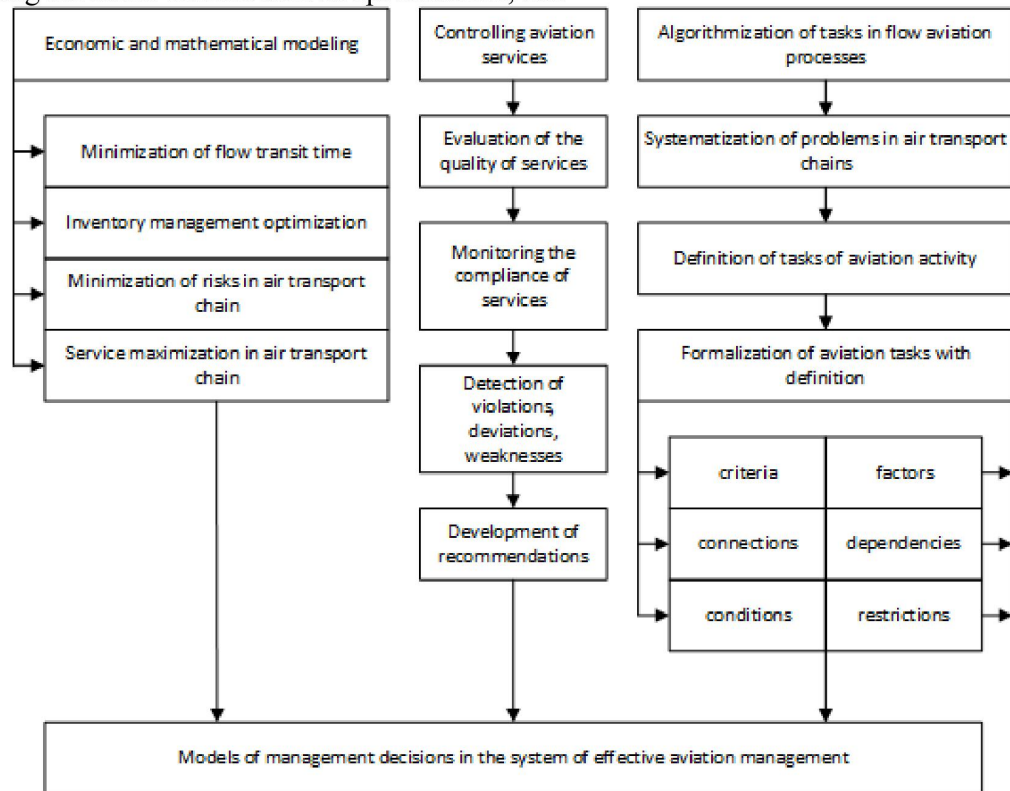 Economic and mathematical modeling
Minimization of flow transit time
Inventory management optimization
Minimization of risks in air transport
chain
Service maximization in air transport
chain
Controlling aviation
services
Evaluation of the
quality of services
Monitoring the
compliance of
services
Detection of
violations,
deviations,
weaknesses
Development of
recommendations
Algorithmization of tasks in flow aviation
processes
Systematization of problems in air transport
chains
Definition of tasks of aviation activity
Formalization of aviation tasks with
definition
criteria
factors
connections
dependencies
conditions
restrictions
Models of management decisions in the system of effective aviation management